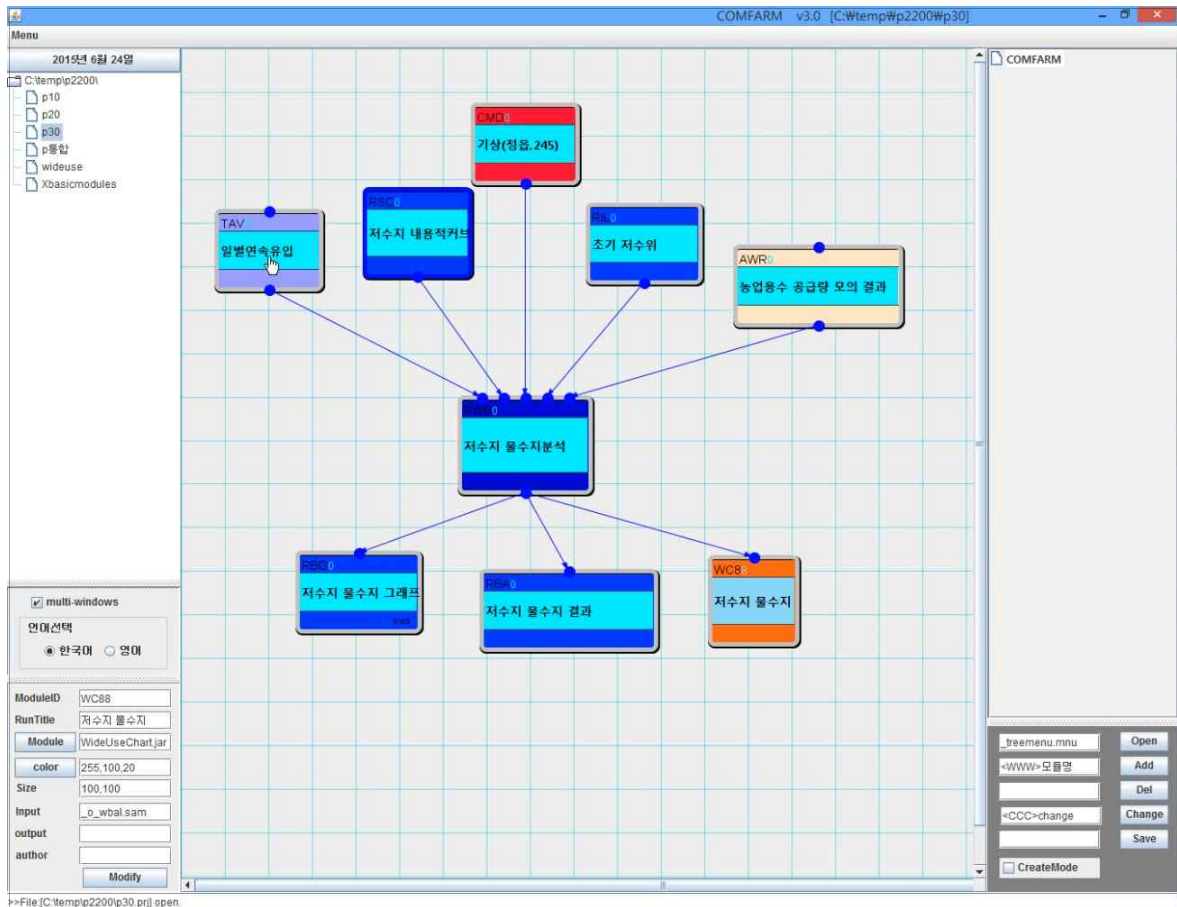 COMFARM v3.0 [C:₩temp₩p2200₩p30]
Menu
2015년 6월 24일
C:\temp\p2200\
p10
p20
p30
p통합
wideuse
Xbasicmodules
CMD0
기상(정읍,245)
TAV
일별연속유입
RSC0
저수지 내용적커브
RIL0
초기 저수위
AWR0
농업용수 공급량 모의 결과
저수지 물수지분석
RBG0
저수지 물수지 그래프
RBA0
저수지 물수지 결과
WC88
저수지 물수지
COMFARM
multi-windows
언어선택
한국어 영어
ModuleID WC88
RunTitle 저수지 물수지
Module WideUseChart.jar
color 255,100,20
Size 100,100
Input _o_wbal.sam
output
author
Modify
_treemenu.mnu Open
<WWW>모듈명 Add
Del
<CCC>change Change
Save
CreateMode
>>File:[C:\temp\p2200\p30.prj] open.